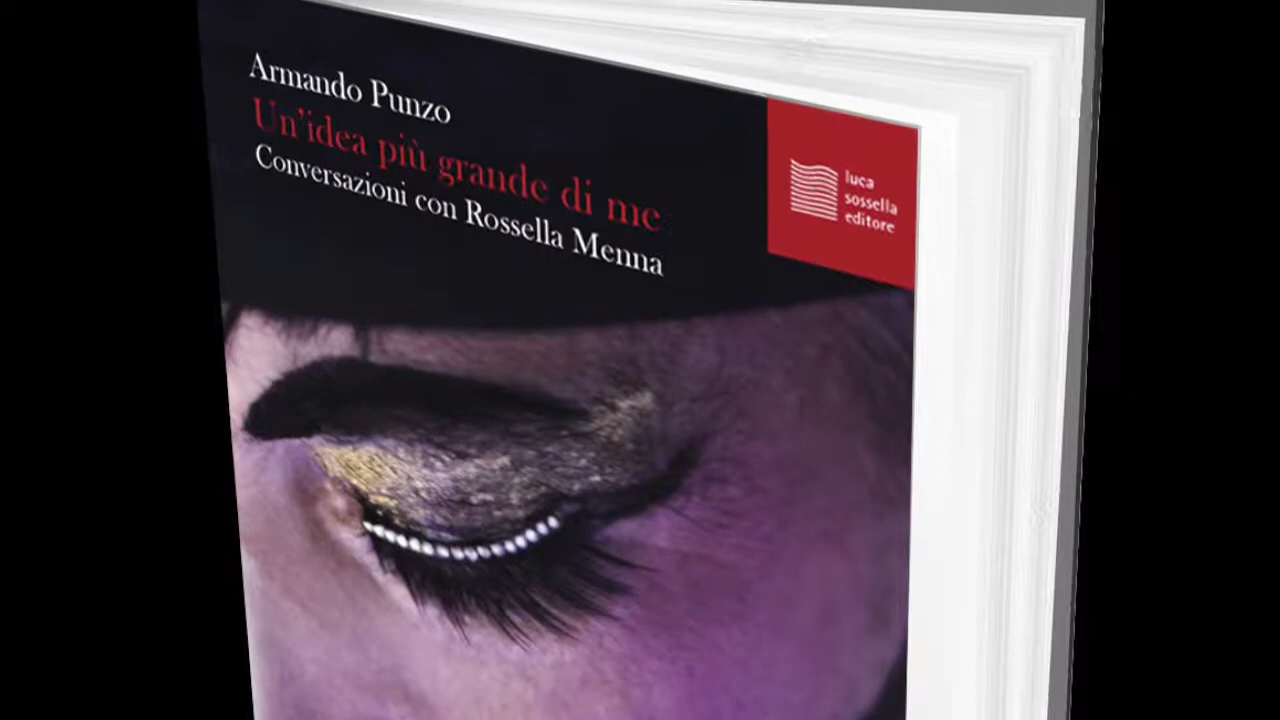 Armando Punzo
Un'idea più grande di me
Conversazioni con Rossella Menna
luca
sossella
editore